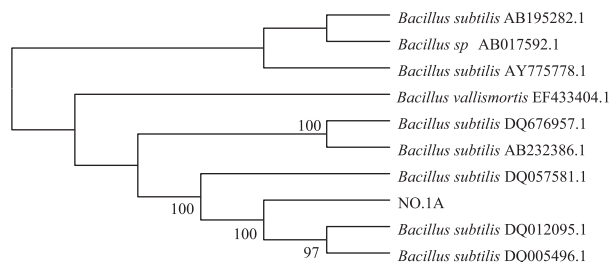 Bacillus subtilis AB195282.1
Bacillus sp AB017592.1
Bacillus subtilis AY775778.1
Bacillus vallismortis EF433404.1
100
Bacillus subtilis DQ676957.1
Bacillus subtilis AB232386.1
Bacillus subtilis DQ057581.1
100
NO.1A
100
Bacillus subtilis DQ012095.1
97
Bacillus subtilis DQ005496.1